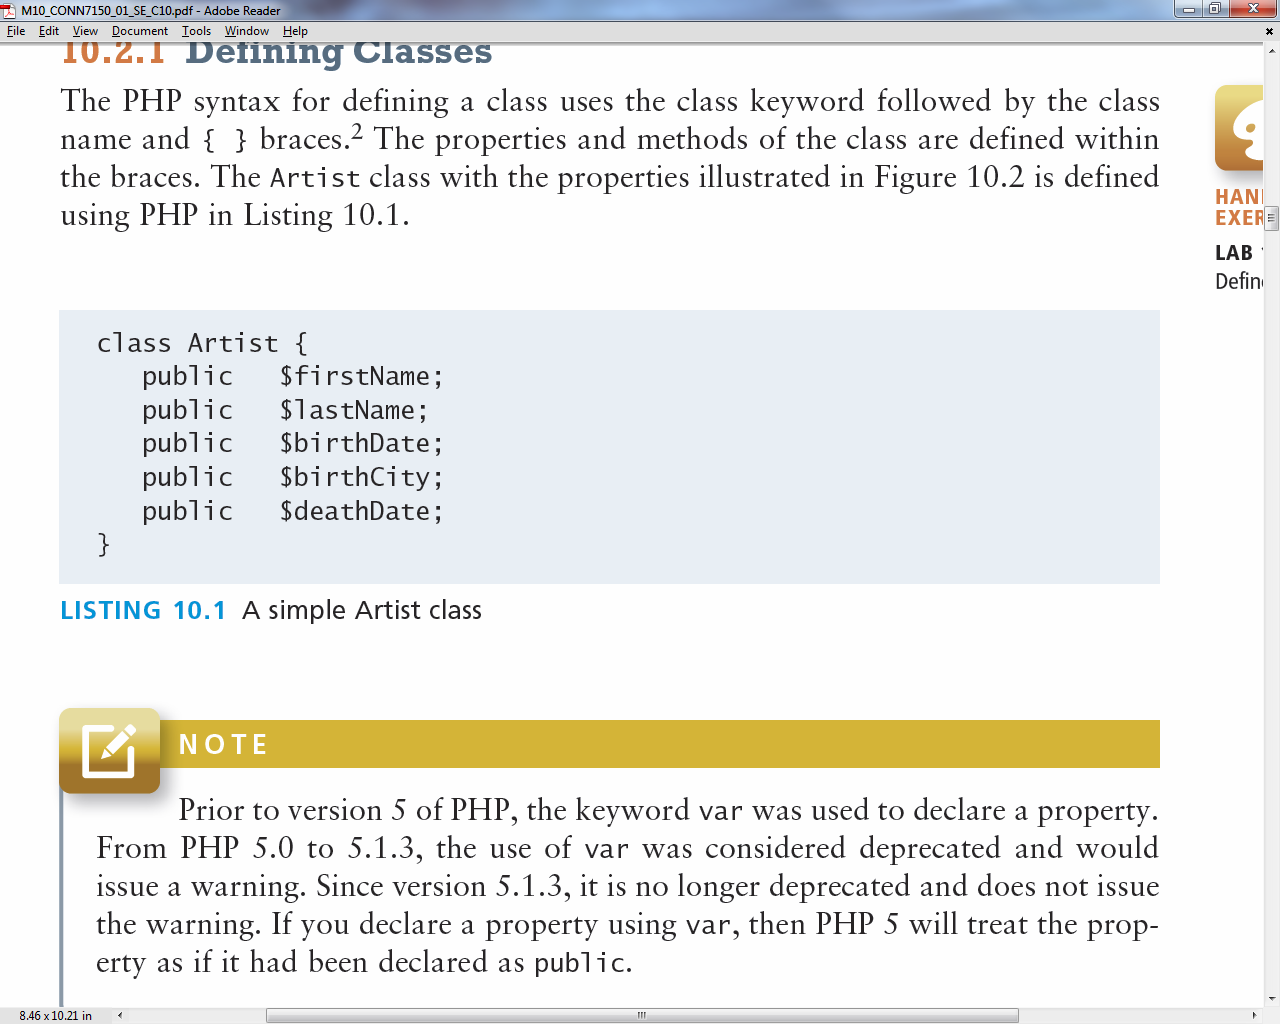 M10_CONN7150_01_SE_C10.pdf - Adobe Reader
File Edit View Document Tools Window Help
10.2.1 Defining Classes
The PHP syntax for defining a class uses the class keyword followed by the class
name and { } braces.2 The properties and methods of the class are defined within
the braces. The Artist class with the properties illustrated in Figure 10.2 is defined
using PHP in Listing 10.1.
HAN
EXER
LAB
Defin
class Artist {
public $firstName;
public $lastName;
public $birthDate;
public $birthCity;
public $deathDate;
}
LISTING 10.1 A simple Artist class
NOTE
Prior to version 5 of PHP, the keyword var was used to declare a property.
From PHP 5.0 to 5.1.3, the use of var was considered deprecated and would
issue a warning. Since version 5.1.3, it is no longer deprecated and does not issue
the warning. If you declare a property using var, then PHP 5 will treat the prop-
erty as if it had been declared as public.
8.46 x 10.21 in